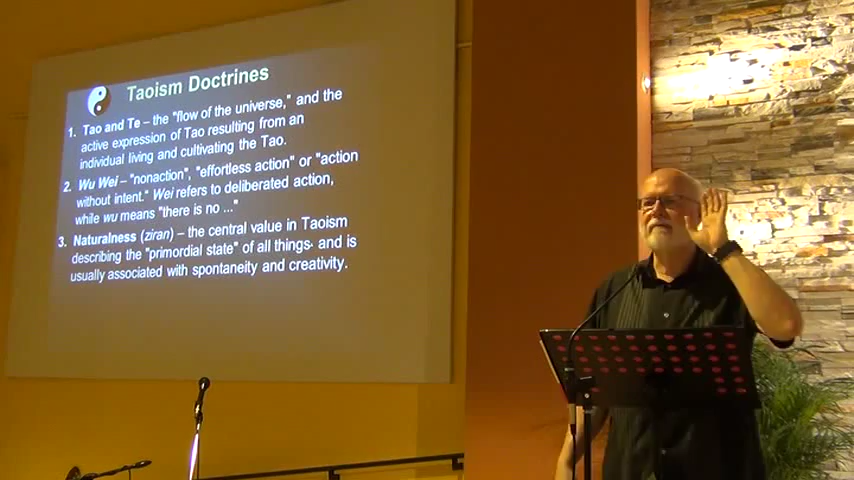 Taoism Doctrines
1. Tao and Te – the "flow of the universe," and the
active expression of Tao resulting from an
individual living and cultivating the Tao.
2. Wu Wei – "nonaction", "effortless action" or "action
without intent." Wei refers to deliberated action,
while wu means "there is no ..."
3. Naturalness (ziran) – the central value in Taoism
describing the "primordial state" of all things. and is
usually associated with spontaneity and creativity.